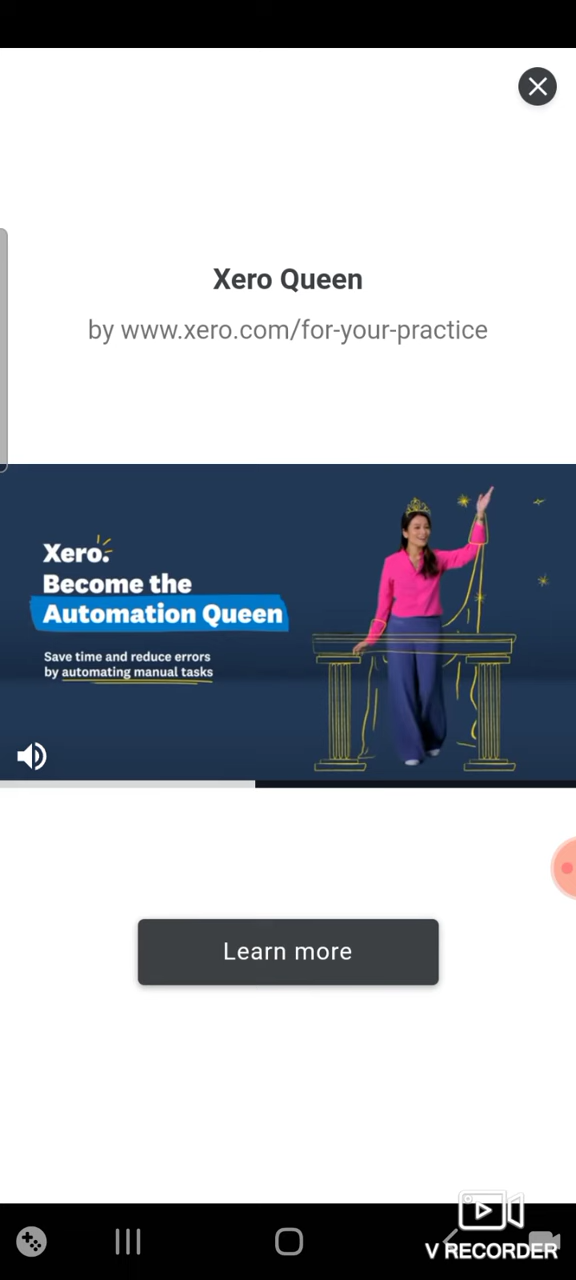 Xero Queen
by www.xero.com/for-your-practice
Xero.
Become the
Automation Queen
Save time and reduce errors
by automating manual tasks
Learn more
V RECORDER